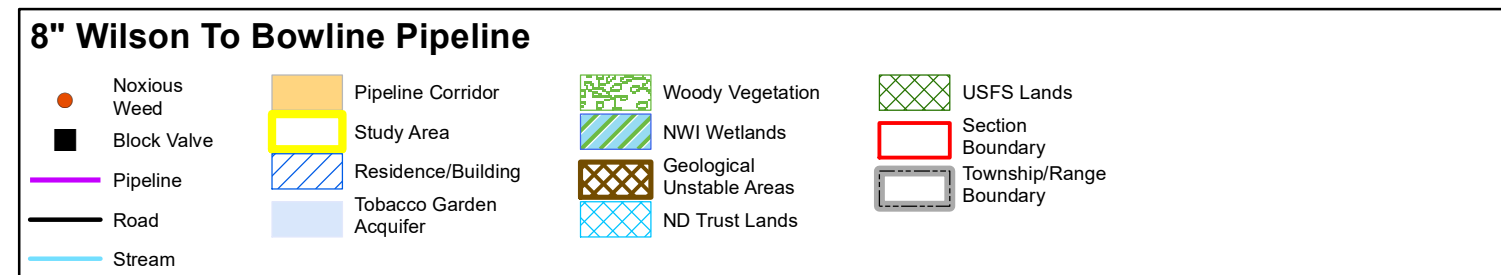 8" Wilson To Bowline Pipeline
Noxious
Weed
Block Valve
Pipeline
Road
Stream
Pipeline Corridor
Study Area
Residence/Building
Tobacco Garden
Acquifer
Woody Vegetation
NWI Wetlands
Geological
Unstable Areas
ND Trust Lands
USFS Lands
Section
Boundary
Township/Range
Boundary